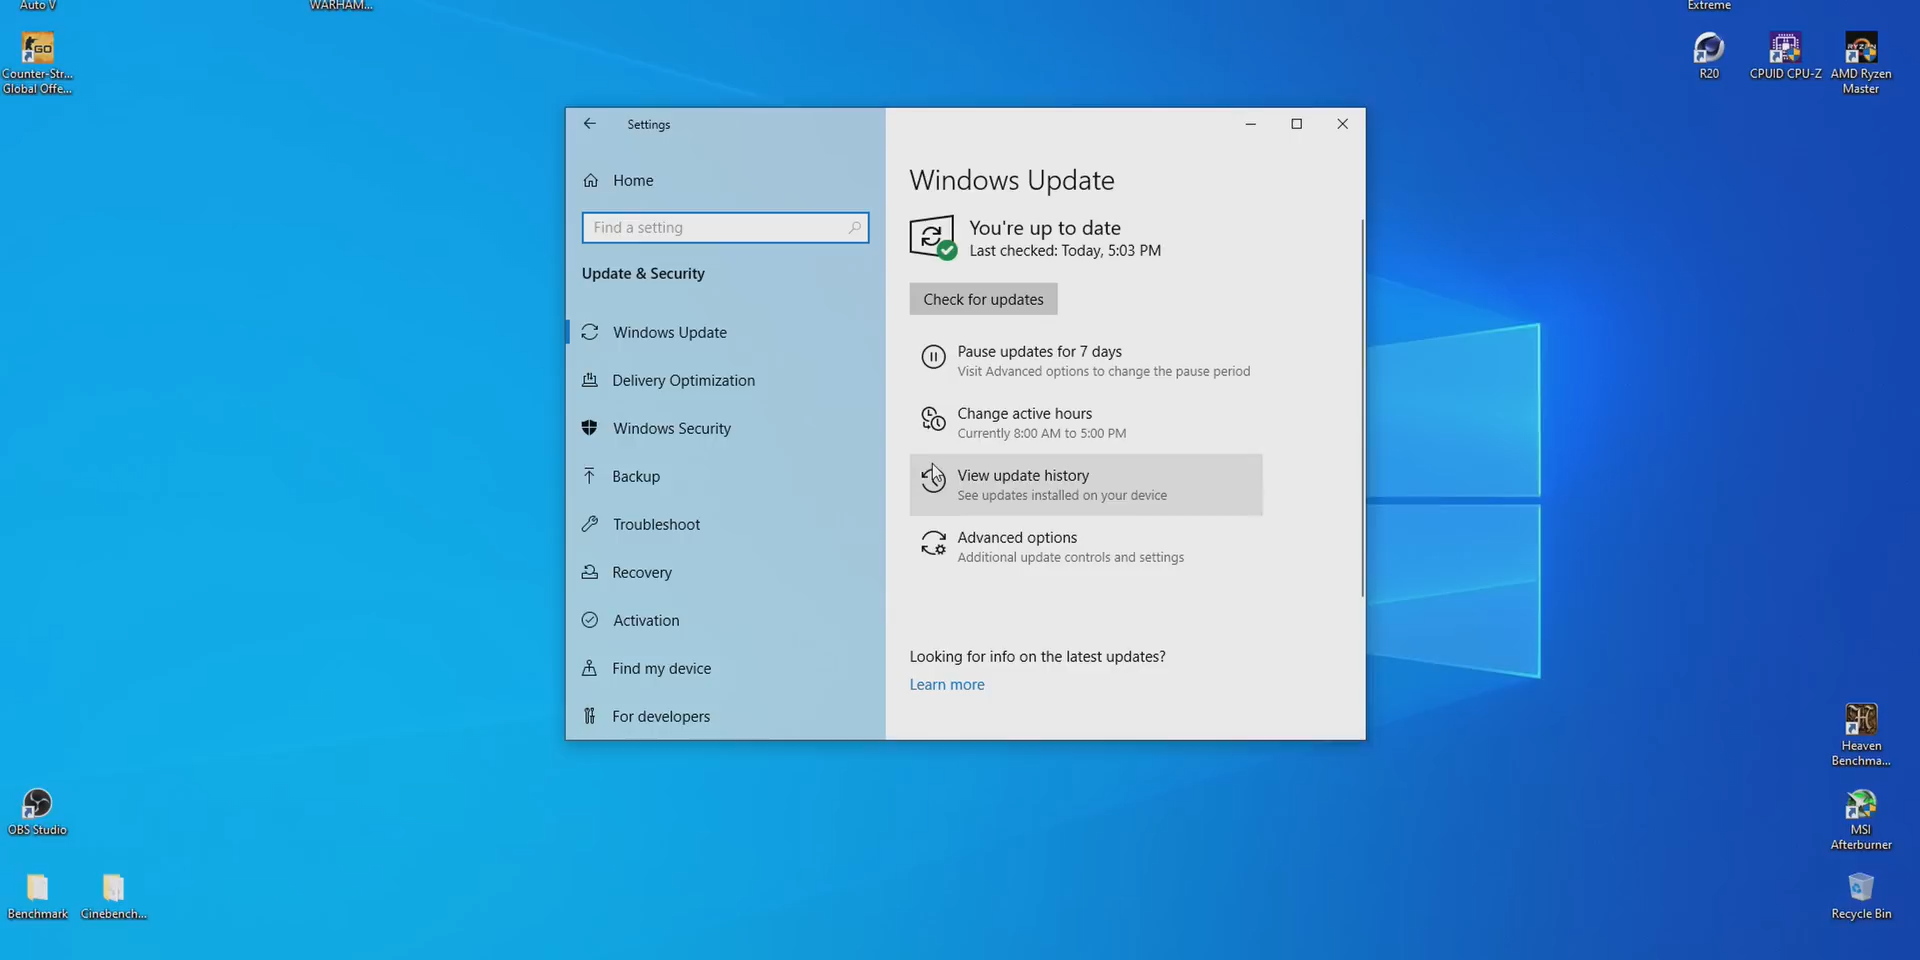 Auto V
WARHAM...
Extreme
Counter-Str...
Global Offe...
R20
CPUID CPU-Z
AMD Ryzen
Master
Settings
Home
Find a setting
Update & Security
Windows Update
Delivery Optimization
Windows Security
Backup
Troubleshoot
Recovery
Activation
Find my device
For developers
Windows Update
You're up to date
Last checked: Today, 5:03 PM
Check for updates
Pause updates for 7 days
Visit Advanced options to change the pause period
Change active hours
Currently 8:00 AM to 5:00 PM
View update history
See updates installed on your device
Advanced options
Additional update controls and settings
Looking for info on the latest updates?
Learn more
Heaven
Benchma...
MSI
Afterburner
Recycle Bin
OBS Studio
Benchmark
Cinebench...